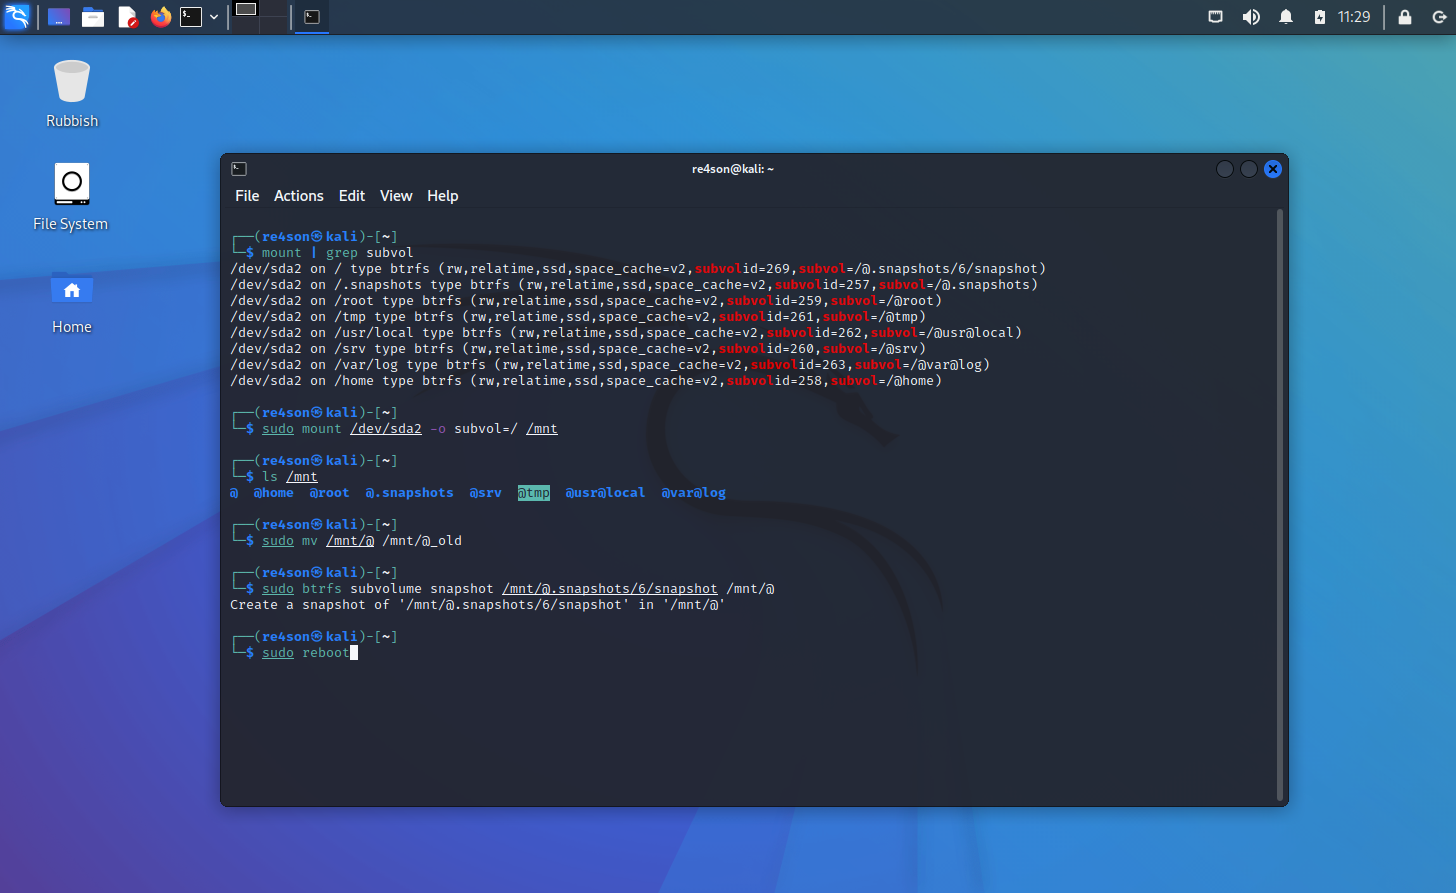 11:29
Rubbish
File System
Home
re4son@kali: ~
File Actions Edit View Help
┌──(re4son㉿kali)-[~]
└─$ mount | grep subvol
/dev/sda2 on / type btrfs (rw,relatime,ssd,space_cache=v2,subvolid=269,subvol=/@.snapshots/6/snapshot)
/dev/sda2 on /.snapshots type btrfs (rw,relatime,ssd,space_cache=v2,subvolid=257,subvol=/@.snapshots)
/dev/sda2 on /root type btrfs (rw,relatime,ssd,space_cache=v2,subvolid=259,subvol=/@root)
/dev/sda2 on /tmp type btrfs (rw,relatime,ssd,space_cache=v2,subvolid=261,subvol=/@tmp)
/dev/sda2 on /usr/local type btrfs (rw,relatime,ssd,space_cache=v2,subvolid=262,subvol=/@usr@local)
/dev/sda2 on /srv type btrfs (rw,relatime,ssd,space_cache=v2,subvolid=260,subvol=/@srv)
/dev/sda2 on /var/log type btrfs (rw,relatime,ssd,space_cache=v2,subvolid=263,subvol=/@var@log)
/dev/sda2 on /home type btrfs (rw,relatime,ssd,space_cache=v2,subvolid=258,subvol=/@home)
┌──(re4son㉿kali)-[~]
└─$ sudo mount /dev/sda2 -o subvol=/ /mnt
┌──(re4son㉿kali)-[~]
└─$ ls /mnt
@ @home @root @.snapshots @srv @tmp @usr@local @var@log
┌──(re4son㉿kali)-[~]
└─$ sudo mv /mnt/@ /mnt/@_old
┌──(re4son㉿kali)-[~]
└─$ sudo btrfs subvolume snapshot /mnt/@.snapshots/6/snapshot /mnt/@
Create a snapshot of '/mnt/@.snapshots/6/snapshot' in '/mnt/@'
┌──(re4son㉿kali)-[~]
└─$ sudo reboot